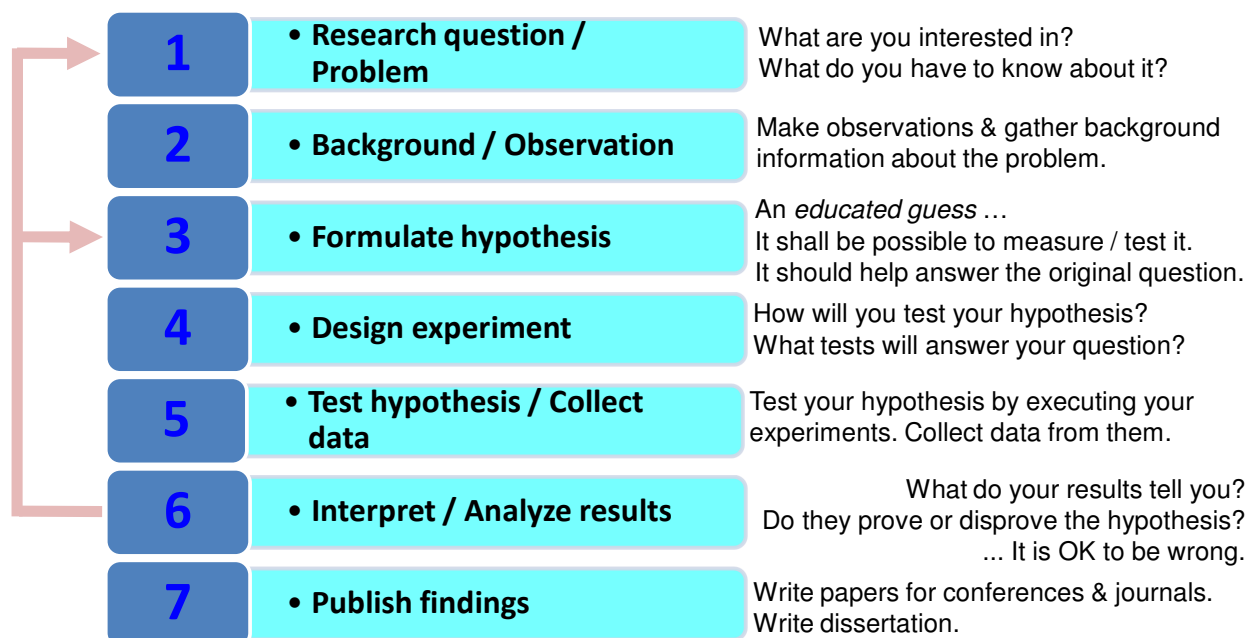 1
• Research question /
Problem
What are you interested in?
What do you have to know about it?
2
• Background / Observation
Make observations & gather background
information about the problem.
3
• Formulate hypothesis
An educated guess …
It shall be possible to measure / test it.
It should help answer the original question.
4
• Design experiment
How will you test your hypothesis?
What tests will answer your question?
5
• Test hypothesis / Collect
data
Test your hypothesis by executing your
experiments. Collect data from them.
6
• Interpret / Analyze results
What do your results tell you?
Do they prove or disprove the hypothesis?
... It is OK to be wrong.
7
• Publish findings
Write papers for conferences & journals.
Write dissertation.